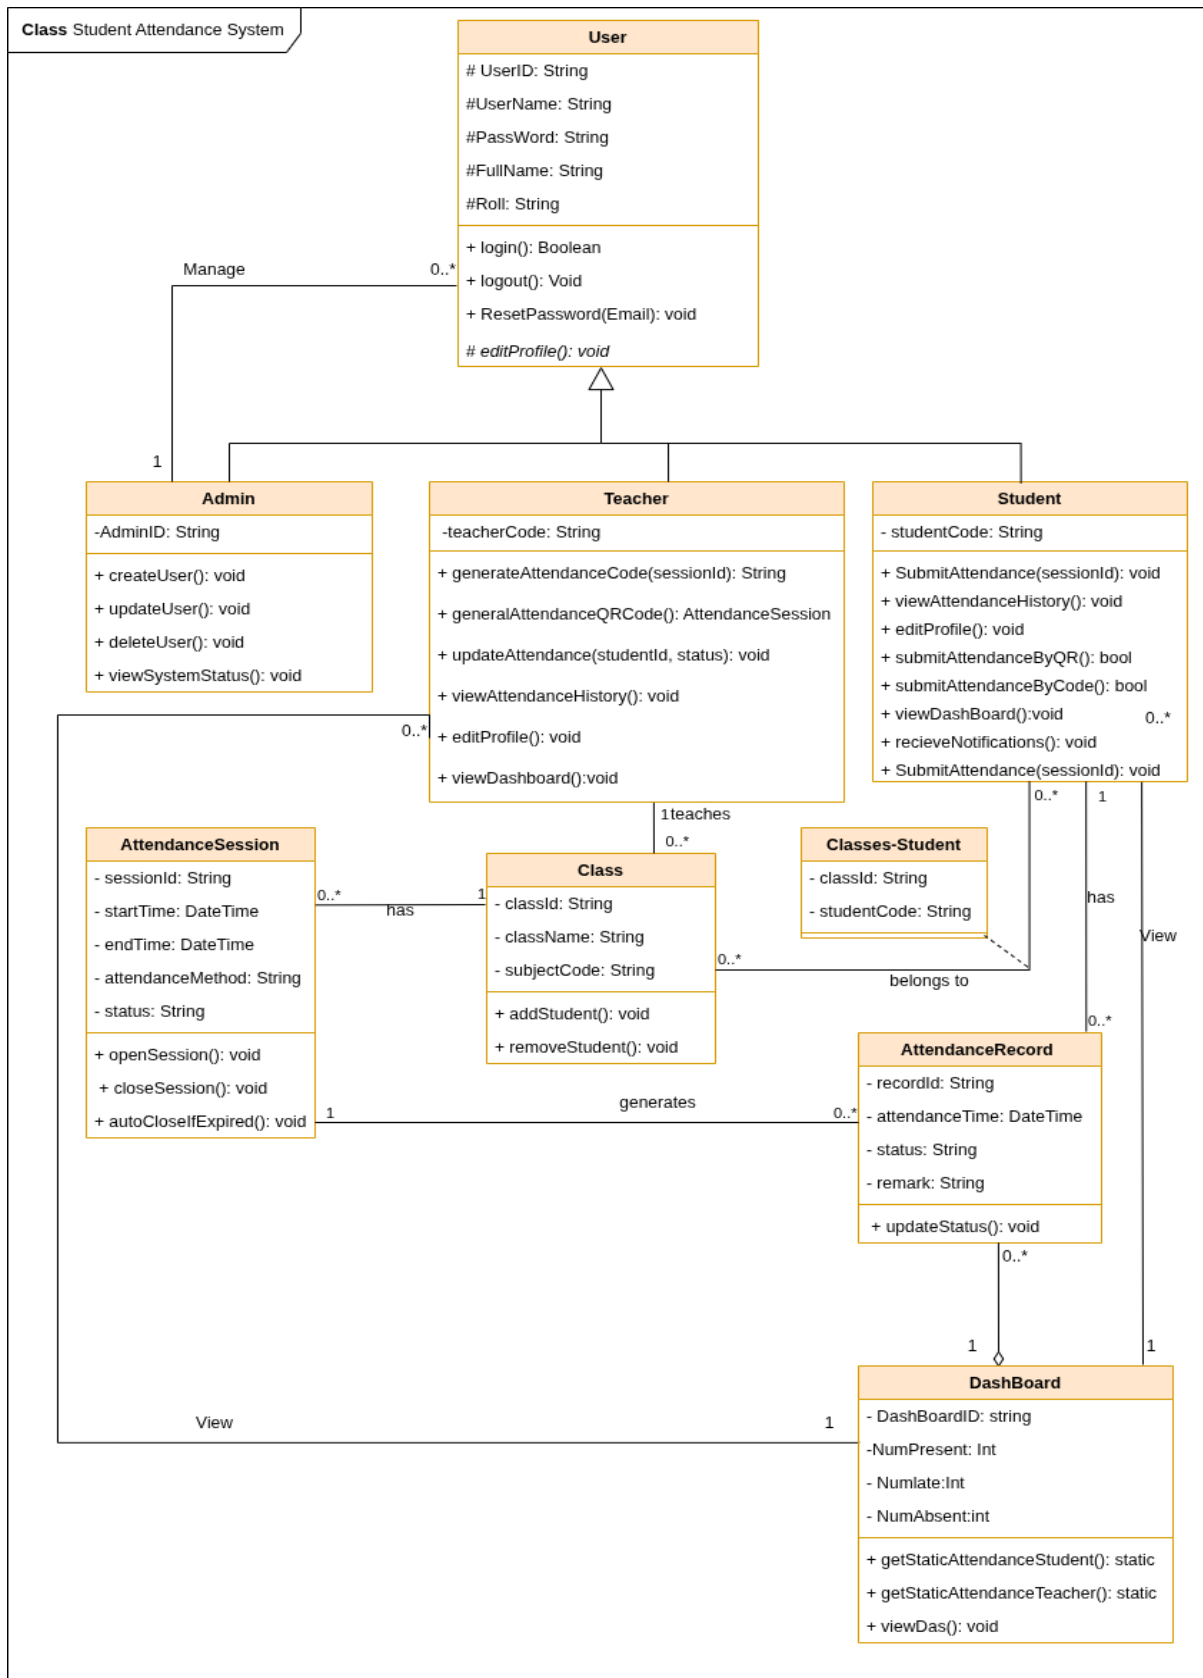 Class Student Attendance System
User
# UserID: String
#UserName: String
#PassWord: String
#FullName: String
#Roll: String
+ login(): Boolean
+ logout(): Void
+ ResetPassword(Email): void
# editProfile(): void
Manage
0..*
1
Admin
-AdminID: String
+ createUser(): void
+ updateUser(): void
+ deleteUser(): void
+ viewSystemStatus(): void
Teacher
-teacherCode: String
+ generateAttendanceCode(sessionId): String
+ generalAttendanceQRCode(): AttendanceSession
+ updateAttendance(studentId, status): void
+ viewAttendanceHistory(): void
+ editProfile(): void
+ viewDashboard():void
0..*
Student
- studentCode: String
+ SubmitAttendance(sessionId): void
+ viewAttendanceHistory(): void
+ editProfile(): void
+ submitAttendanceByQR(): bool
+ submitAttendanceByCode(): bool
+ viewDashBoard():void
0..*
+ recieveNotifications(): void
+ SubmitAttendance(sessionId): void
1teaches
0..*
0..*
1
AttendanceSession
- sessionId: String
- startTime: DateTime
- endTime: DateTime
- attendanceMethod: String
- status: String
+ openSession(): void
+ closeSession(): void
+ autoCloseIfExpired(): void
0..*
has
1
Class
- classId: String
- className: String
- subjectCode: String
+ addStudent(): void
+ removeStudent(): void
Classes-Student
- classId: String
- studentCode: String
0..*
belongs to
has
View
0..*
AttendanceRecord
- recordId: String
- attendanceTime: DateTime
- status: String
- remark: String
+ updateStatus(): void
1
generates
0..*
0..*
1
1
DashBoard
- DashBoardID: string
-NumPresent: Int
- Numlate:Int
- NumAbsent:int
+ getStaticAttendanceStudent(): static
+ getStaticAttendanceTeacher(): static
+ viewDas(): void
View
1